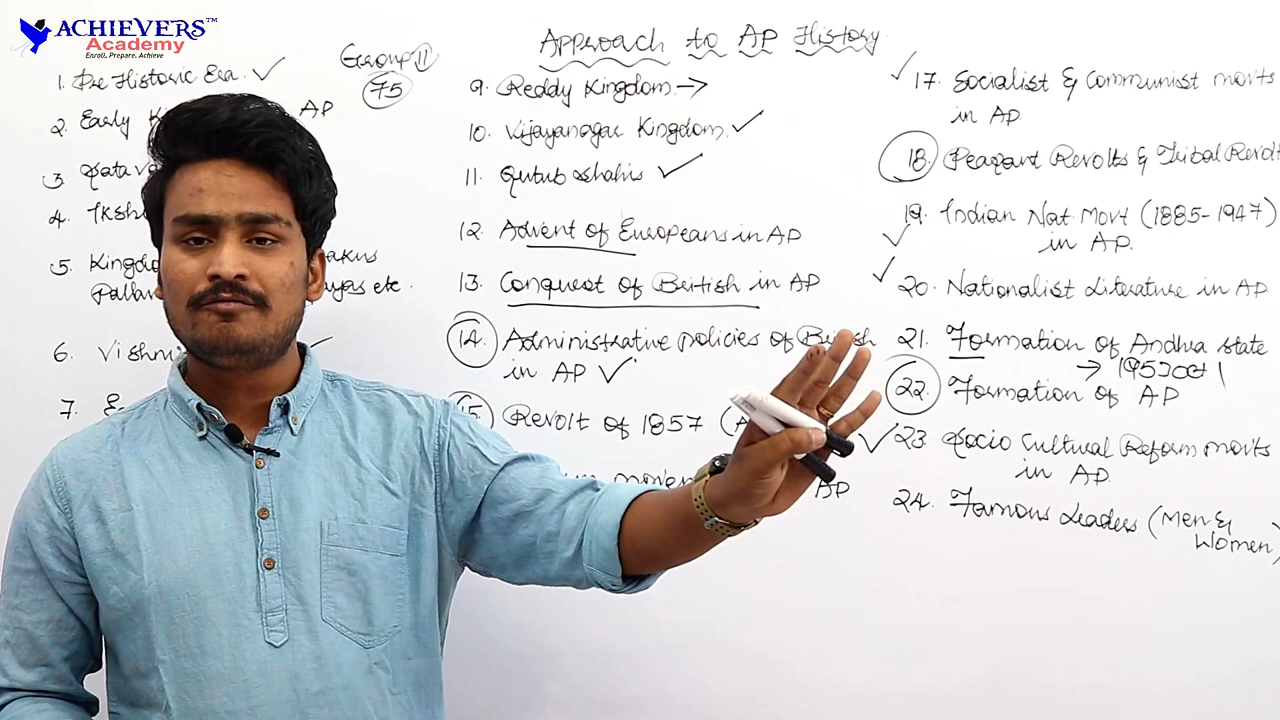 ACHIEVERS™
Academy
Enroll. Prepare. Achieve
Approach to AP History
Group II
75
1. Pre Historic Era
2. Early
AP
3.
4.
5.
etc.
6.
7.
9. Reddy Kingdom →
10. Vijayanagar Kingdom
11. Qutub Shahis
12. Advent of Europeans in AP
13. Conquest of British in AP
14. Administrative policies of British
in AP
15. Revolt of 1857
AP
17. Socialist & Communist movts
in AP
18. Peasant Revolts & Tribal Revolt
19. Indian Nat. Movt (1885-1947)
in AP.
20. Nationalist Literature in AP
21. Formation of Andhra state
→ 1953 oct 1
22. Formation of AP
23 Socio Cultural Reform movts
in AP.
24. Famous Leaders (Men &
Women)